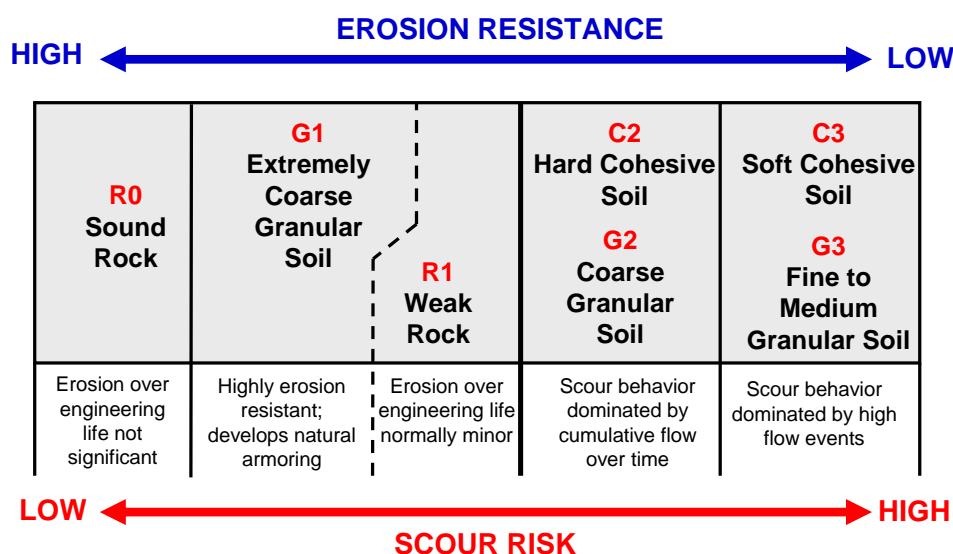 EROSION RESISTANCE
HIGH
LOW
R0
Sound
Rock
G1
Extremely
Coarse
Granular
Soil
R1
Weak
Rock
C2
Hard Cohesive
Soil
G2
Coarse
Granular
Soil
C3
Soft Cohesive
Soil
G3
Fine to
Medium
Granular Soil
Erosion over
engineering
life not
significant
Highly erosion
resistant;
develops natural
armoring
Erosion over
engineering life
normally minor
Scour behavior
dominated by
cumulative flow
over time
Scour behavior
dominated by high
flow events
LOW
HIGH
SCOUR RISK